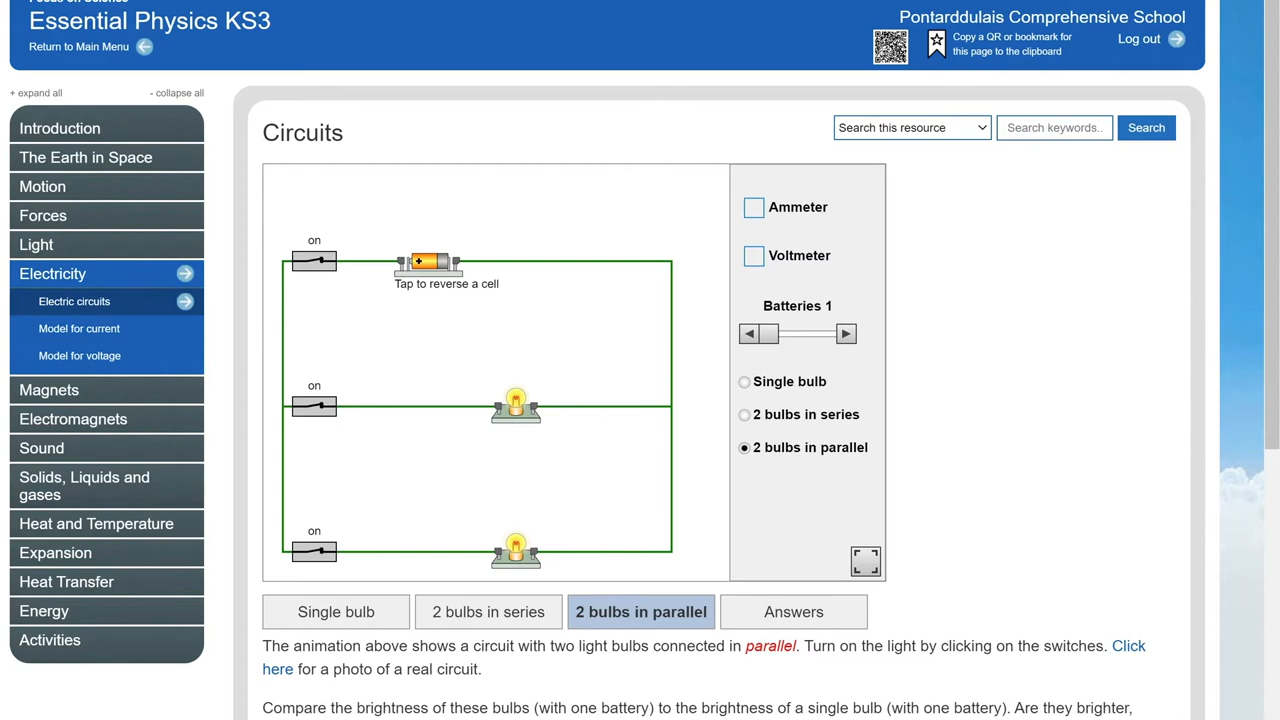 Focus on Science
Essential Physics KS3
Return to Main Menu
Pontarddulais Comprehensive School
Copy a QR or bookmark for
this page to the clipboard
Log out
+ expand all
- collapse all
Introduction
The Earth in Space
Motion
Forces
Light
Electricity
Electric circuits
Model for current
Model for voltage
Magnets
Electromagnets
Sound
Solids, Liquids and
gases
Heat and Temperature
Expansion
Heat Transfer
Energy
Activities
Circuits
Search this resource
Search keywords..
Search
on
+
Tap to reverse a cell
on
on
Ammeter
Voltmeter
Batteries 1
Single bulb
2 bulbs in series
2 bulbs in parallel
Single bulb
2 bulbs in series
2 bulbs in parallel
Answers
The animation above shows a circuit with two light bulbs connected in parallel. Turn on the light by clicking on the switches. Click
here for a photo of a real circuit.
Compare the brightness of these bulbs (with one battery) to the brightness of a single bulb (with one battery). Are they brighter,